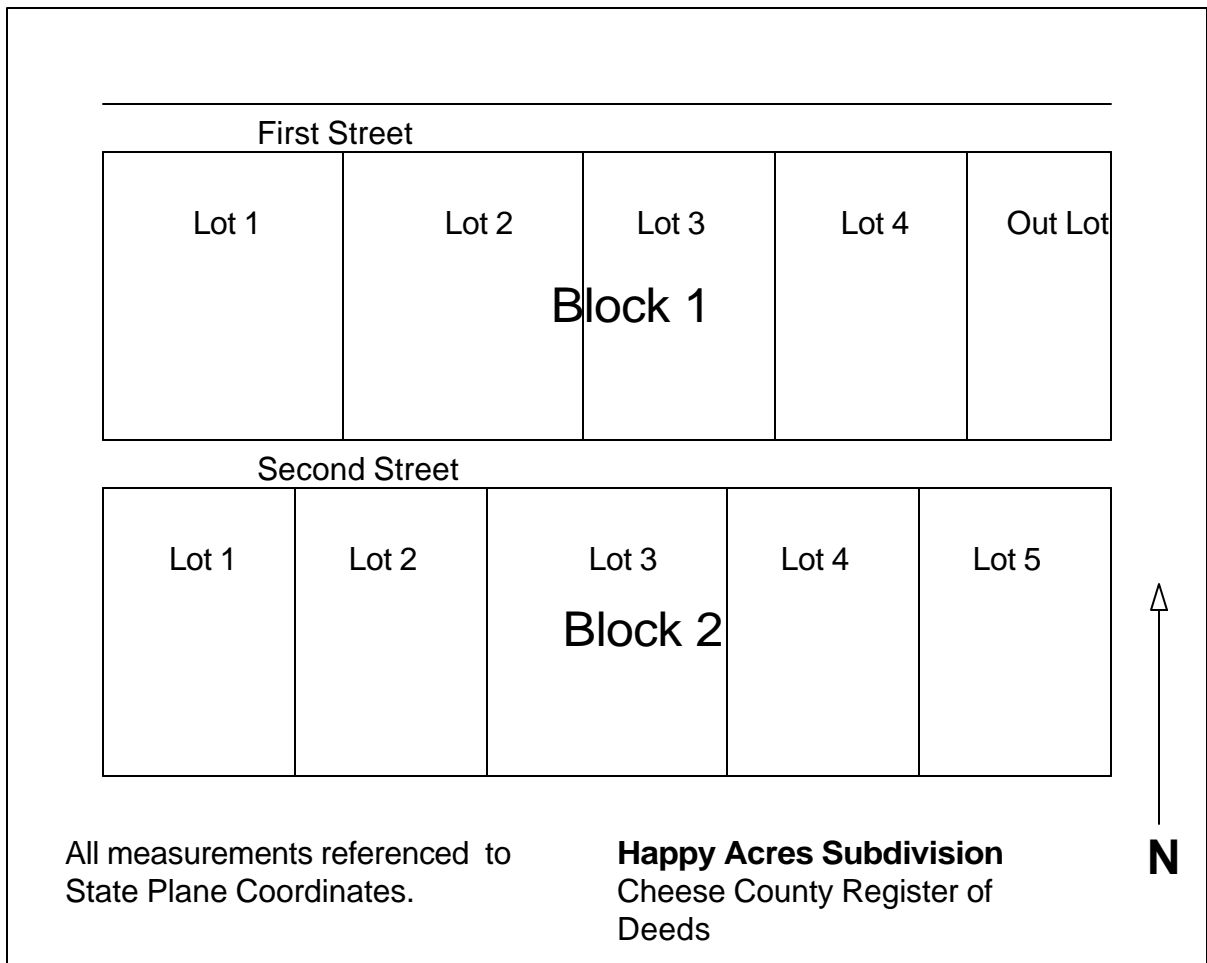 First Street
Lot 1
Lot 2
Lot 3
Lot 4
Out Lot
Block 1
Second Street
Lot 1
Lot 2
Lot 3
Lot 4
Lot 5
Block 2
All measurements referenced to
State Plane Coordinates.
Happy Acres Subdivision
Cheese County Register of
Deeds
N